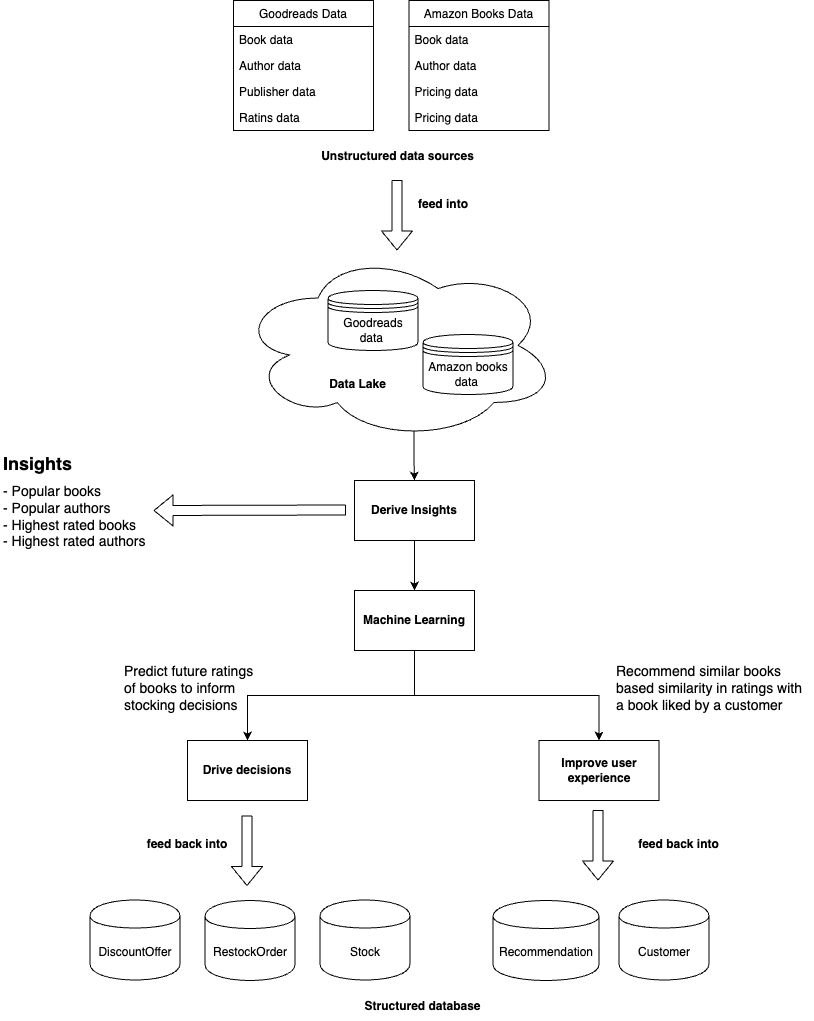 Goodreads Data
Book data
Author data
Publisher data
Ratins data
Amazon Books Data
Book data
Author data
Pricing data
Pricing data
Unstructured data sources
feed into
Goodreads
data
Amazon books
data
Data Lake
Insights
- Popular books
- Popular authors
- Highest rated books
- Highest rated authors
Derive Insights
Machine Learning
Predict future ratings
of books to inform
stocking decisions
Recommend similar books
based similarity in ratings with
a book liked by a customer
Drive decisions
Improve user
experience
feed back into
feed back into
DiscountOffer
RestockOrder
Stock
Recommendation
Customer
Structured database